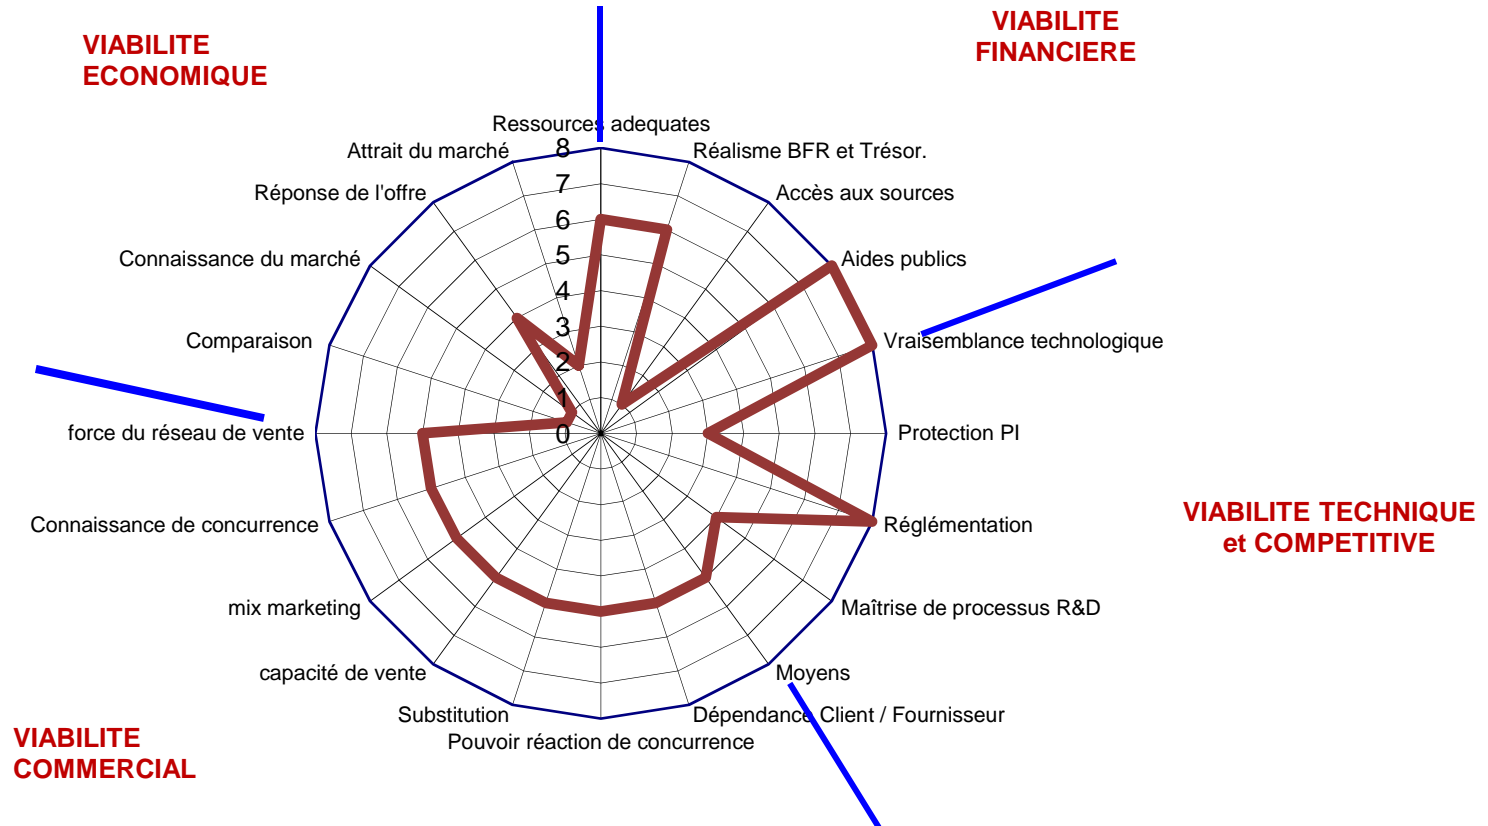 VIABILITE
ECONOMIQUE
VIABILITE
FINANCIERE
Ressources adequates
Attrait du marché
Réalisme BFR et Trésor.
Réponse de l'offre
Accès aux sources
Connaissance du marché
Aides publics
Comparaison
Vraisemblance technologique
force du réseau de vente
Protection PI
Connaissance de concurrence
Réglémentation
mix marketing
Maîtrise de processus R&D
capacité de vente
Moyens
Substitution
Dépendance Client / Fournisseur
Pouvoir réaction de concurrence
8
7
6
5
4
3
2
1
0
VIABILITE TECHNIQUE
et COMPETITIVE
VIABILITE
COMMERCIAL